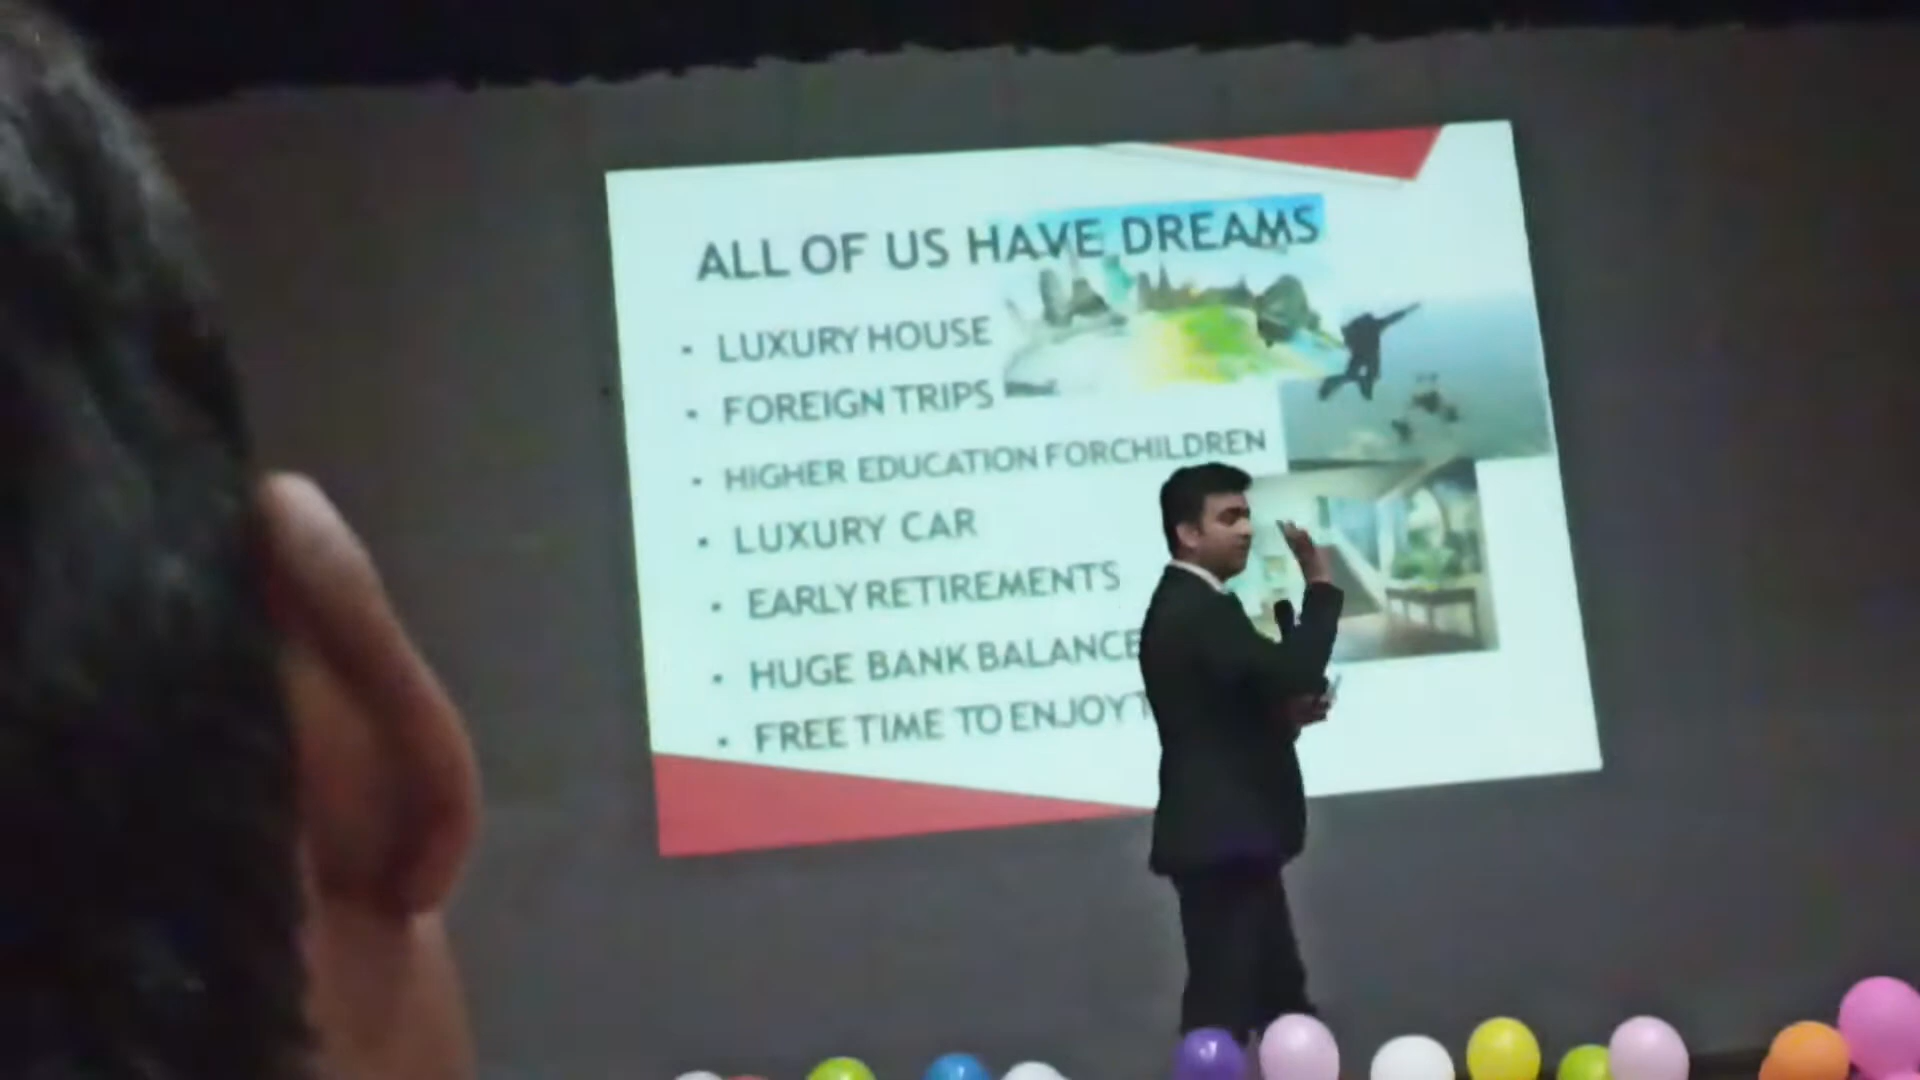 ALL OF US HAVE DREAMS
• LUXURY HOUSE
• FOREIGN TRIPS
• HIGHER EDUCATION FORCHILDREN
• LUXURY CAR
• EARLY RETIREMENTS
• HUGE BANK BALANCE
• FREE TIME TO ENJOY